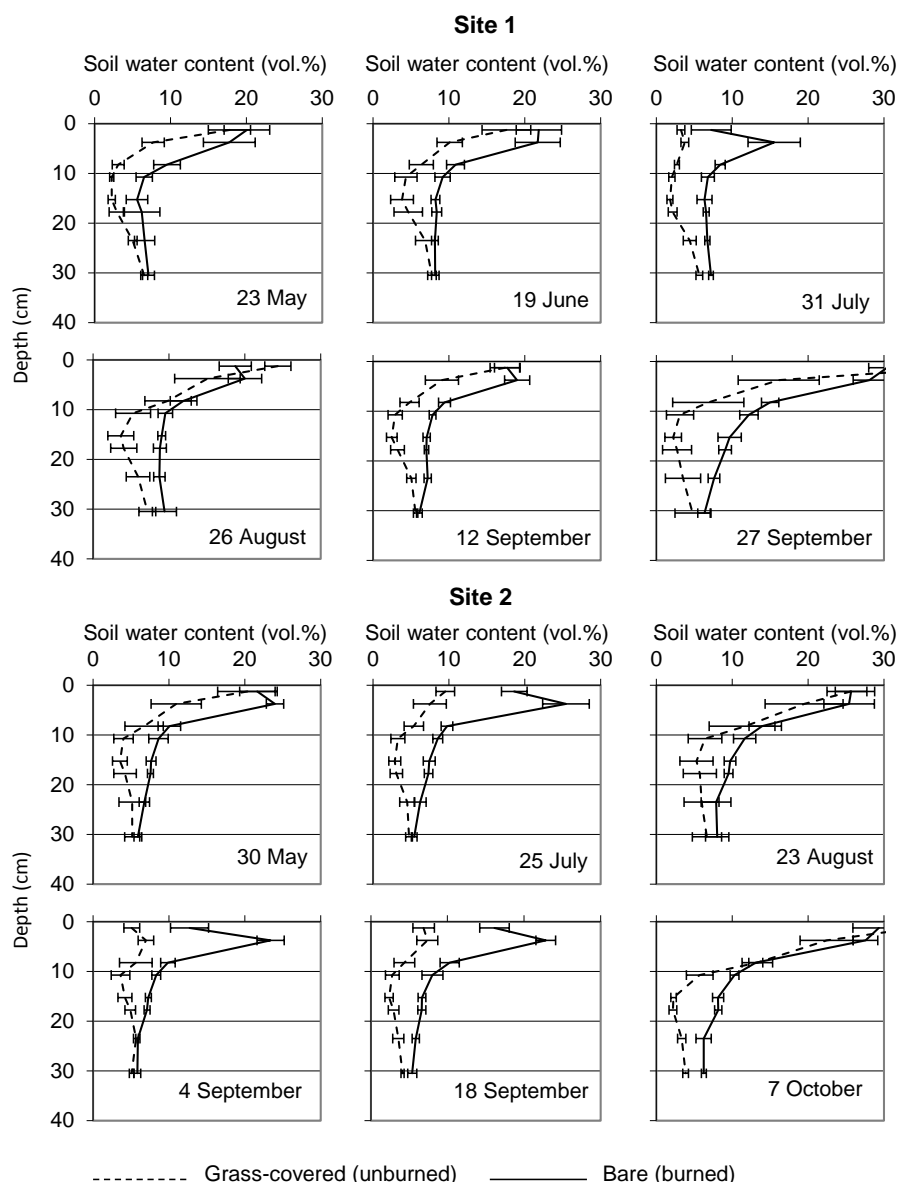 Site 1
Soil water content (vol.%) Soil water content (vol.%) Soil water content (vol.%)
0 10 20 30 0 10 20 30 0 10 20 30
0
10
20
30
40
23 May 19 June 31 July
Depth (cm)
0
10
20
30
40
26 August 12 September 27 September
Site 2
Soil water content (vol.%) Soil water content (vol.%) Soil water content (vol.%)
0 10 20 30 0 10 20 30 0 10 20 30
0
10
20
30
40
30 May 25 July 23 August
Depth (cm)
0
10
20
30
40
4 September 18 September 7 October
Grass-covered (unburned) Bare (burned)